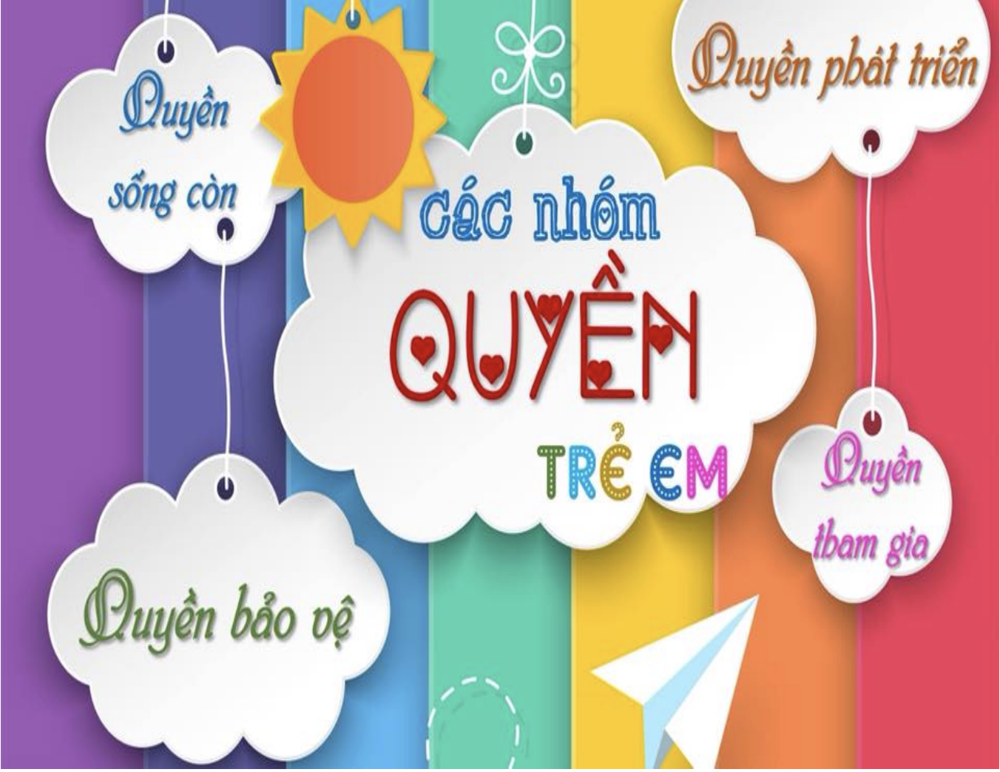 Quyền
sống còn
Quyền phát triển
các nhóm
QUYỀN
TRẺ EM
Quyền bảo vệ
Quyền
tham gia